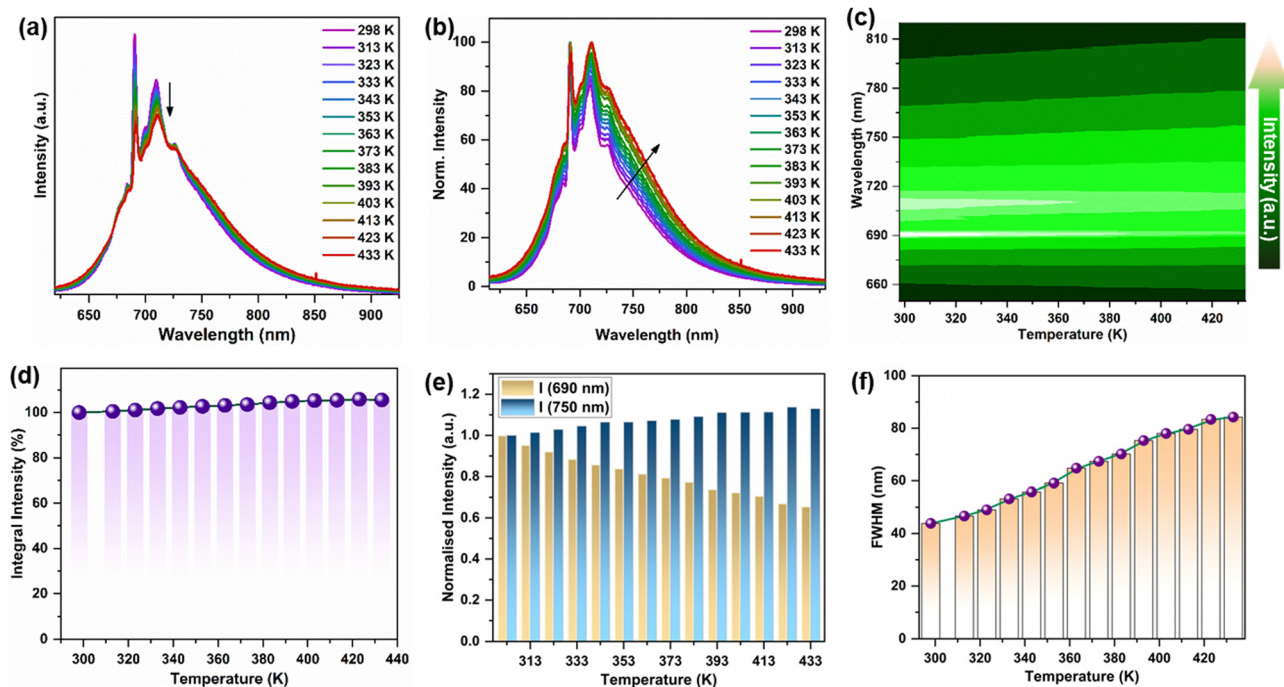 (a)
298 K
313 K
323 K
333 K
343 K
353 K
363 K
373 K
383 K
393 K
403 K
413 K
423 K
433 K
Intensity (a.u.)
650 700 750 800 850 900
Wavelength (nm)
(b)
298 K
313 K
323 K
333 K
343 K
353 K
363 K
373 K
383 K
393 K
403 K
413 K
423 K
433 K
Norm. Intensity
100
80
60
40
20
0
650 700 750 800 850 900
Wavelength (nm)
(c)
Wavelength (nm)
810
780
750
720
690
660
300 320 340 360 380 400 420
Temperature (K)
Intensity (a.u.)
(d)
Integral Intensity (%)
100
80
60
40
20
0
300 320 340 360 380 400 420 440
Temperature (K)
(e)
I (690 nm)
I (750 nm)
Normalised Intensity (a.u.)
1.2
1.0
0.8
0.6
0.4
0.2
0.0
313 333 353 373 393 413 433
Temperature (K)
(f)
FWHM (nm)
100
80
60
40
20
0
300 320 340 360 380 400 420
Temperature (K)